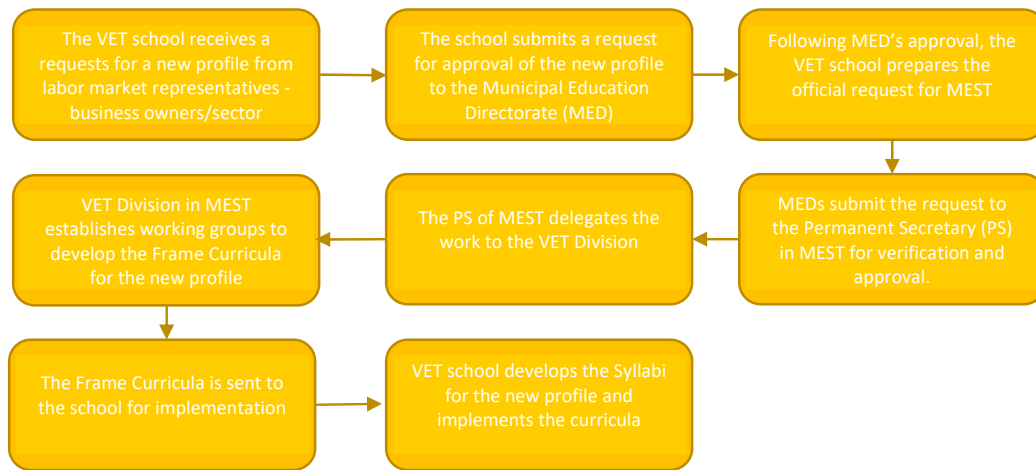 The VET school receives a
requests for a new profile from
labor market representatives -
business owners/sector
The school submits a request
for approval of the new profile
to the Municipal Education
Directorate (MED)
Following MED's approval, the
VET school prepares the
official request for MEST
MEDs submit the request to
the Permanent Secretary (PS)
in MEST for verification and
approval.
The PS of MEST delegates the
work to the VET Division
VET Division in MEST
establishes working groups to
develop the Frame Curricula
for the new profile
The Frame Curricula is sent to
the school for implementation
VET school develops the Syllabi
for the new profile and
implements the curricula